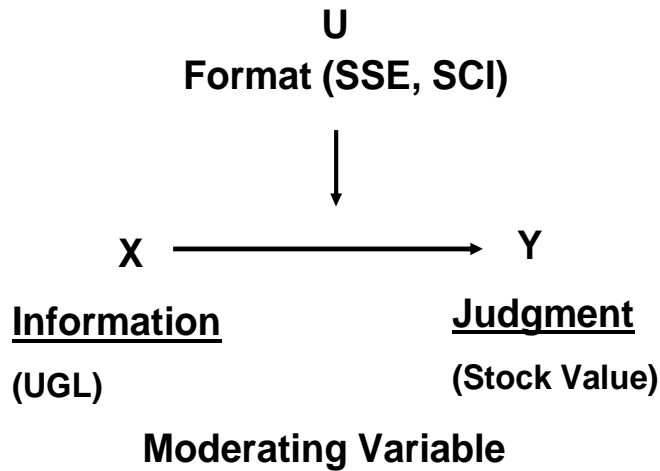 U
Format (SSE, SCI)
X
Y
Information
Judgment
(UGL)
(Stock Value)
Moderating Variable